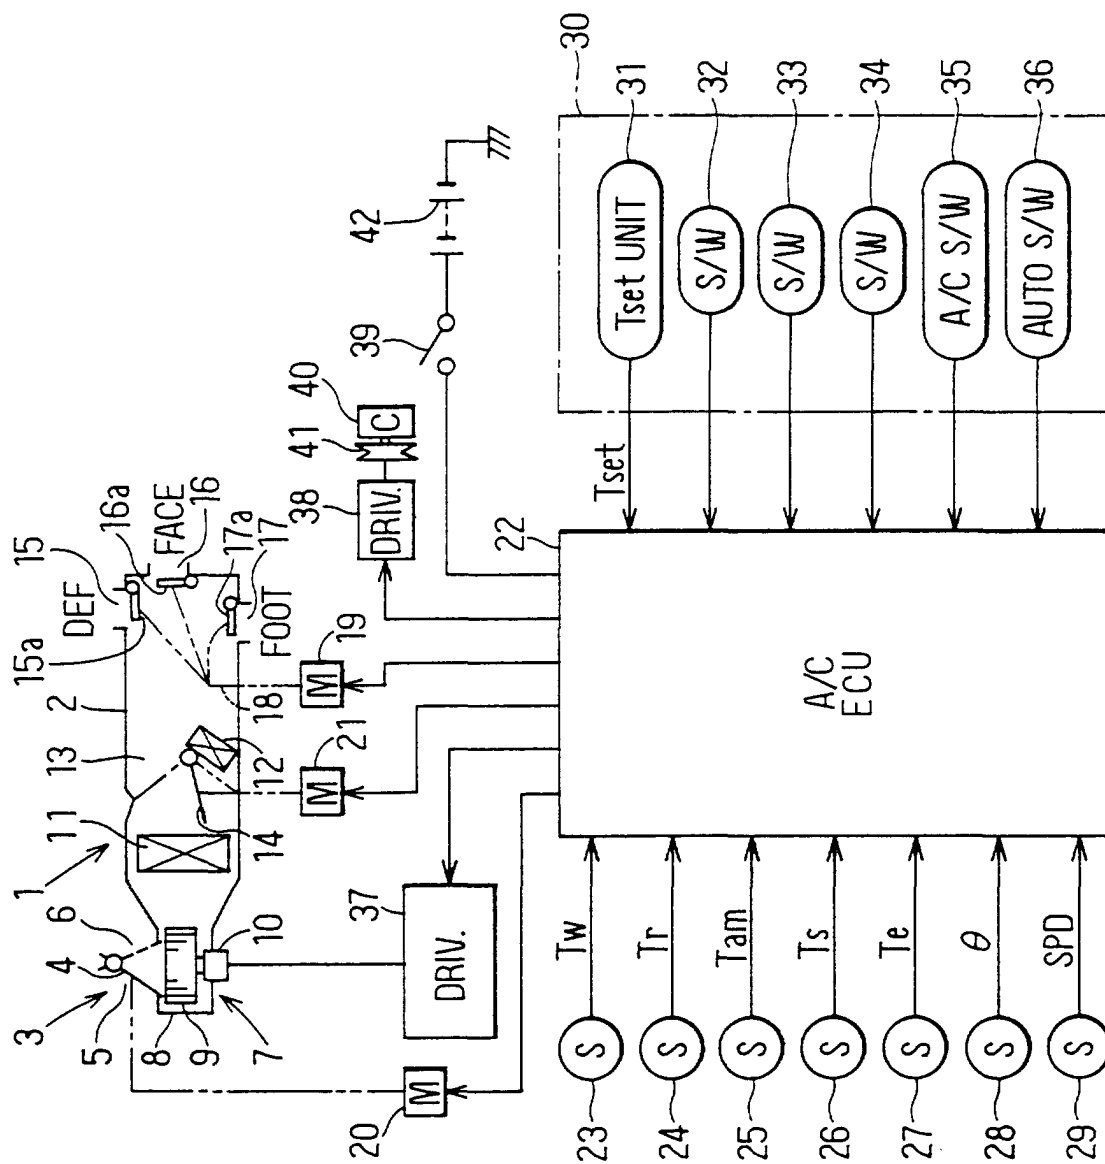 1
2
3
4
5
6
7
8
9
10
11
12
13
14
15
DEF
15a
16a
16
FACE
17a
17
FOOT
18
19
M
21
M
20
M
37
DRIV.
38
DRIV.
41
40
C
39
42
22
A/C
ECU
23
S
Tw
24
S
Tr
25
S
Tam
26
S
Ts
27
S
Te
28
S
θ
29
S
SPD
30
Tset
Tset UNIT
31
S/W
32
S/W
33
S/W
34
A/C S/W
35
AUTO S/W
36